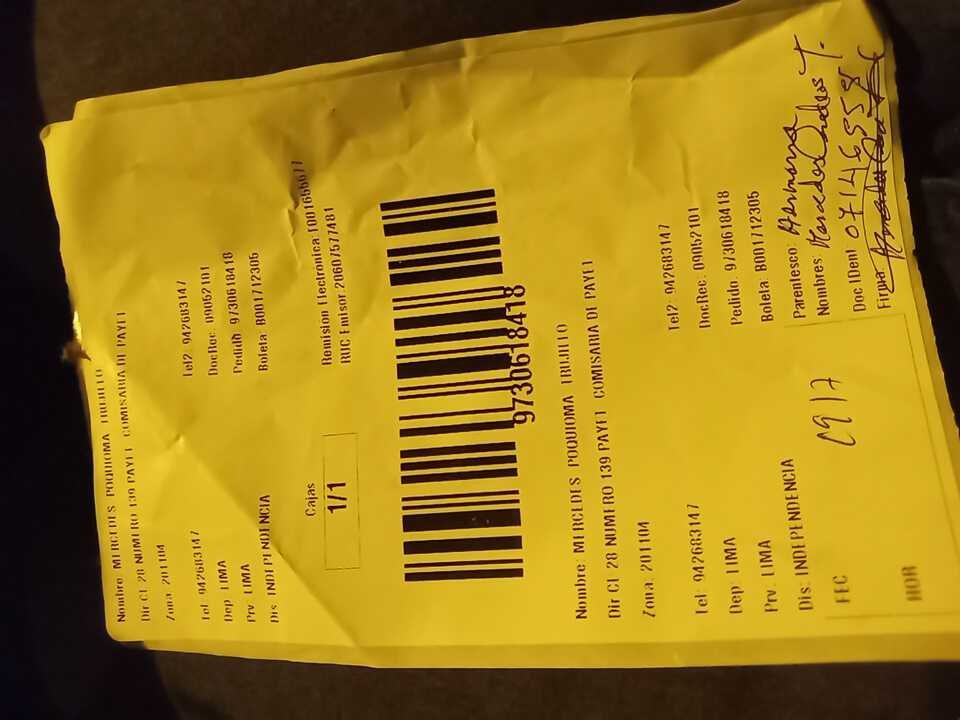 Nombre MERCEDES POQUIOMA TRUJILLO
Dir Cl 28 NUMERO 139 PAYET COMISARIA DE PAYET
Zona 201104
Tel: 942683147 Tel2: 942683147
Dep: LIMA DocRec: 09052101
Prv: LIMA Pedido 9730618418
Dis: INDEPENDENCIA Boleta B001712305
Cajas
1/1
Remision Electronica:
RUC Emisor 20607577481
9730618418
Nombre MERCEDES POQUIOMA TRUJILLO
Dir Cl 28 NUMERO 139 PAYET COMISARIA DE PAYET
Zona 201104
Tel: 942683147 Tel2: 942683147
Dep: LIMA DocRec: 09052101
Prv: LIMA Pedido 9730618418
Dis: INDEPENDENCIA Boleta B001712305
FEC Parentesco: Hermana
Nombres: Mercedes T.
Doc IDent
HOR Firma: